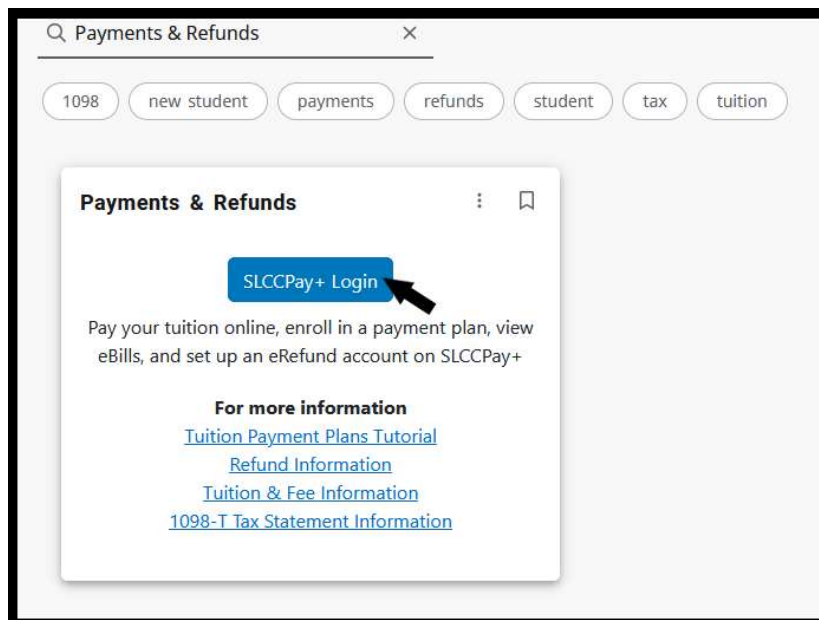 Payments & Refunds
1098 new student payments refunds student tax tuition
Payments & Refunds
SLCCPay+ Login
Pay your tuition online, enroll in a payment plan, view
eBills, and set up an eRefund account on SLCCPay+
For more information
Tuition Payment Plans Tutorial
Refund Information
Tuition & Fee Information
1098-T Tax Statement Information